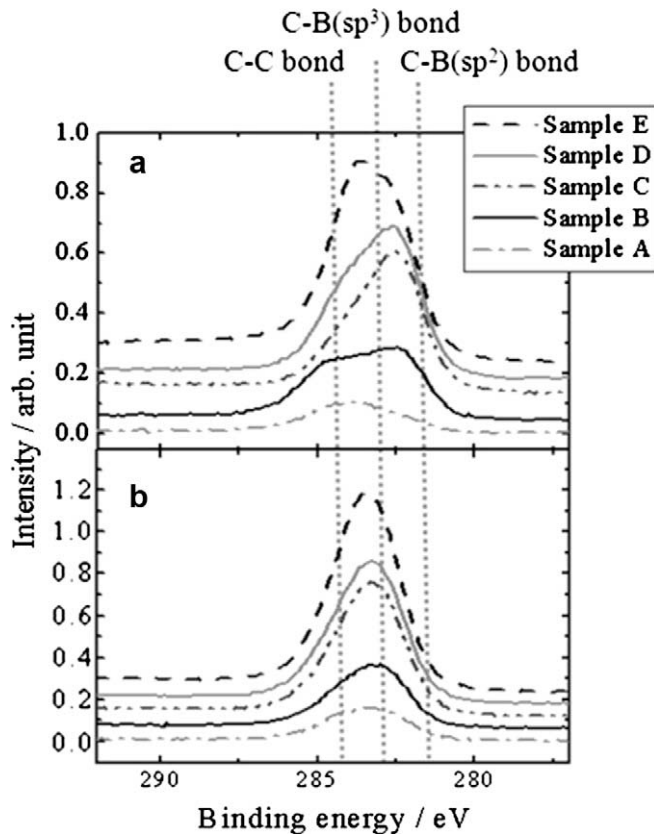 C-B(sp³) bond
C-C bond
C-B(sp²) bond
Sample E
Sample D
Sample C
Sample B
Sample A
a
1.0
0.8
0.6
0.4
0.2
0.0
b
1.2
1.0
0.8
0.6
0.4
0.2
0.0
Intensity / arb. unit
290
285
280
Binding energy / eV